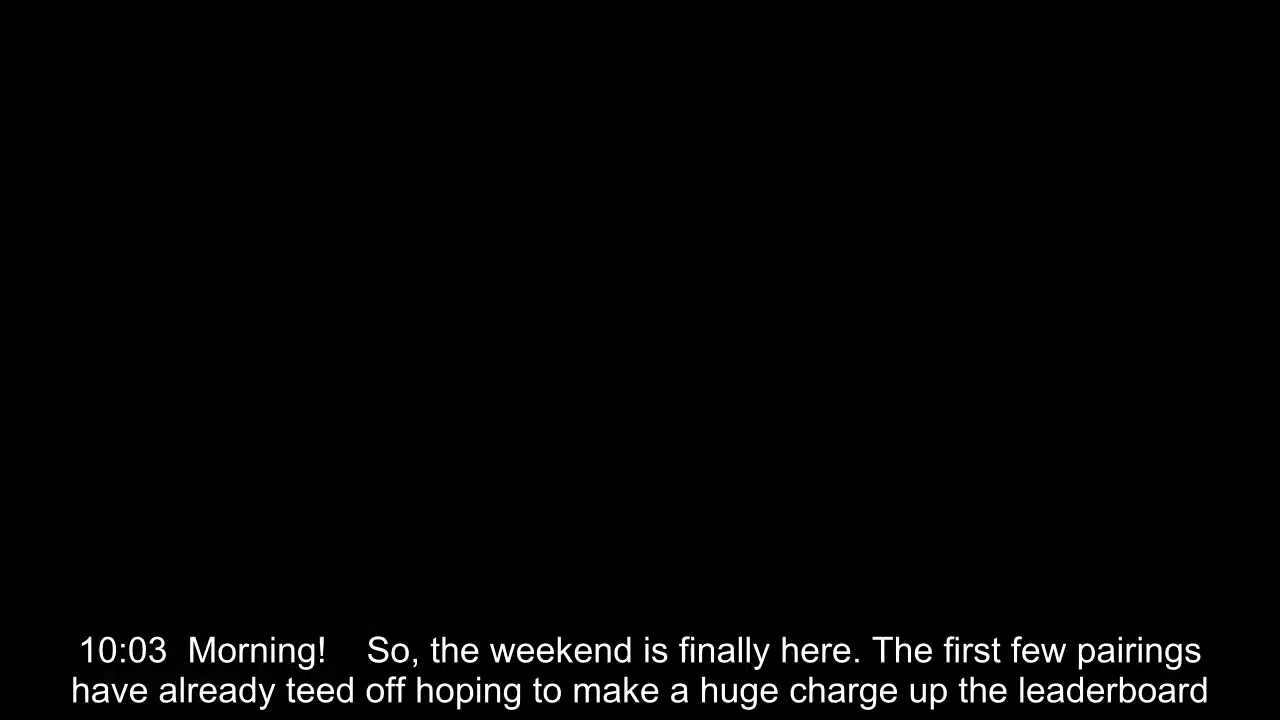 10:03  Morning!    So, the weekend is finally here. The first few pairings
have already teed off hoping to make a huge charge up the leaderboard